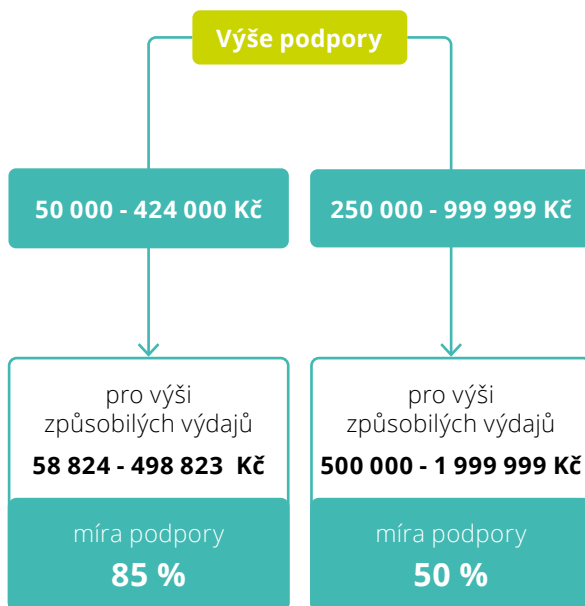 Výše podpory
50 000 - 424 000 Kč
250 000 - 999 999 Kč
pro výši
způsobilých výdajů
58 824 - 498 823 Kč
míra podpory
85 %
pro výši
způsobilých výdajů
500 000 - 1 999 999 Kč
míra podpory
50 %